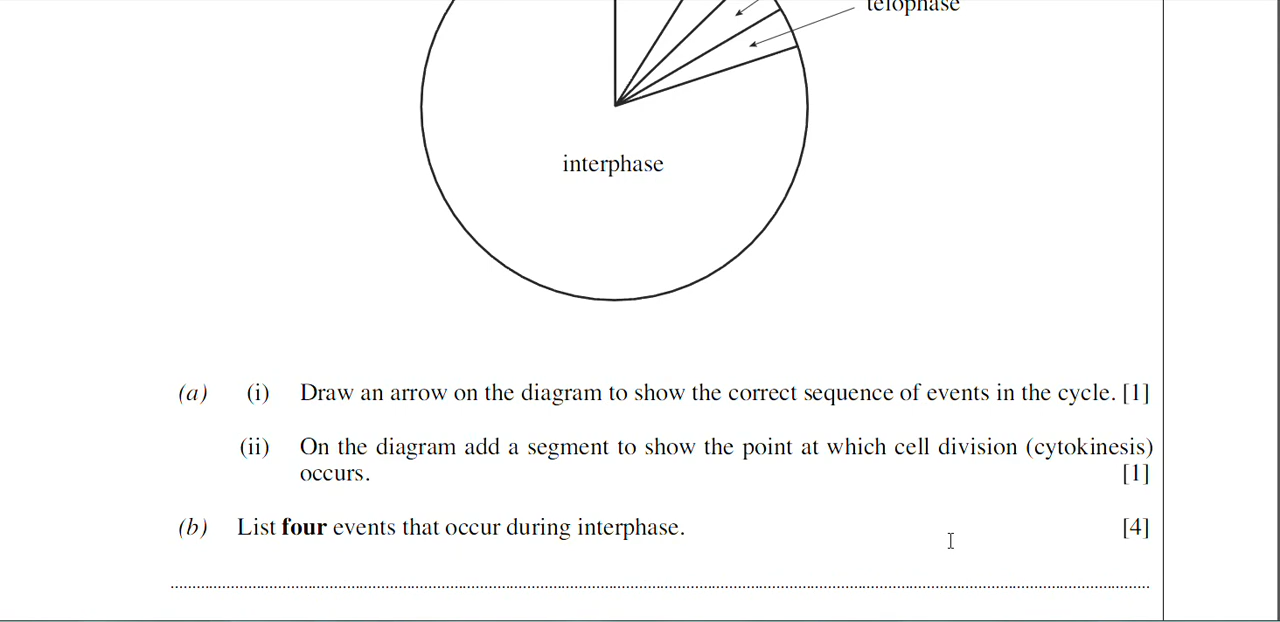 telophase
interphase
(a) (i) Draw an arrow on the diagram to show the correct sequence of events in the cycle. [1]
(ii) On the diagram add a segment to show the point at which cell division (cytokinesis)
occurs. [1]
(b) List four events that occur during interphase. [4]